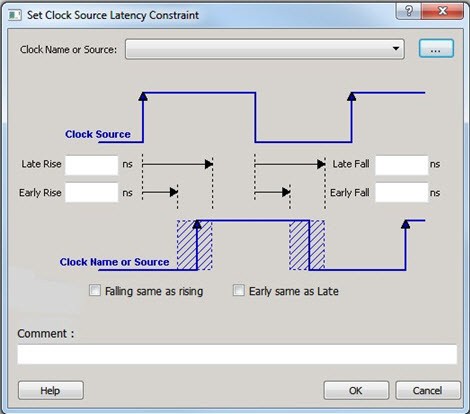 Set Clock Source Latency Constraint
Clock Name or Source:
...
Clock Source
Late Rise ns Late Fall ns
Early Rise ns Early Fall ns
Clock Name or Source
Falling same as rising Early same as Late
Comment :
Help OK Cancel